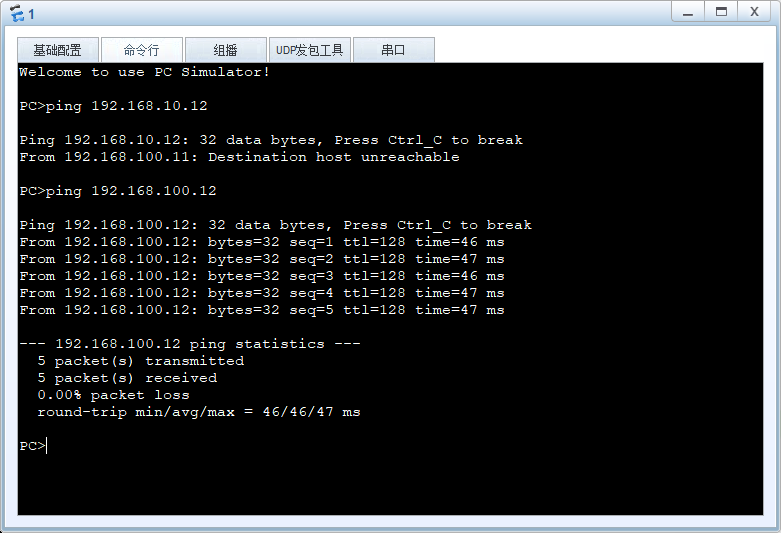 1
基础配置
命令行
组播
UDP发包工具
串口
Welcome to use PC Simulator!
PC>ping 192.168.10.12
Ping 192.168.10.12: 32 data bytes, Press Ctrl_C to break
From 192.168.100.11: Destination host unreachable
PC>ping 192.168.100.12
Ping 192.168.100.12: 32 data bytes, Press Ctrl_C to break
From 192.168.100.12: bytes=32 seq=1 ttl=128 time=46 ms
From 192.168.100.12: bytes=32 seq=2 ttl=128 time=47 ms
From 192.168.100.12: bytes=32 seq=3 ttl=128 time=46 ms
From 192.168.100.12: bytes=32 seq=4 ttl=128 time=47 ms
From 192.168.100.12: bytes=32 seq=5 ttl=128 time=47 ms
--- 192.168.100.12 ping statistics ---
5 packet(s) transmitted
5 packet(s) received
0.00% packet loss
round-trip min/avg/max = 46/46/47 ms
PC>